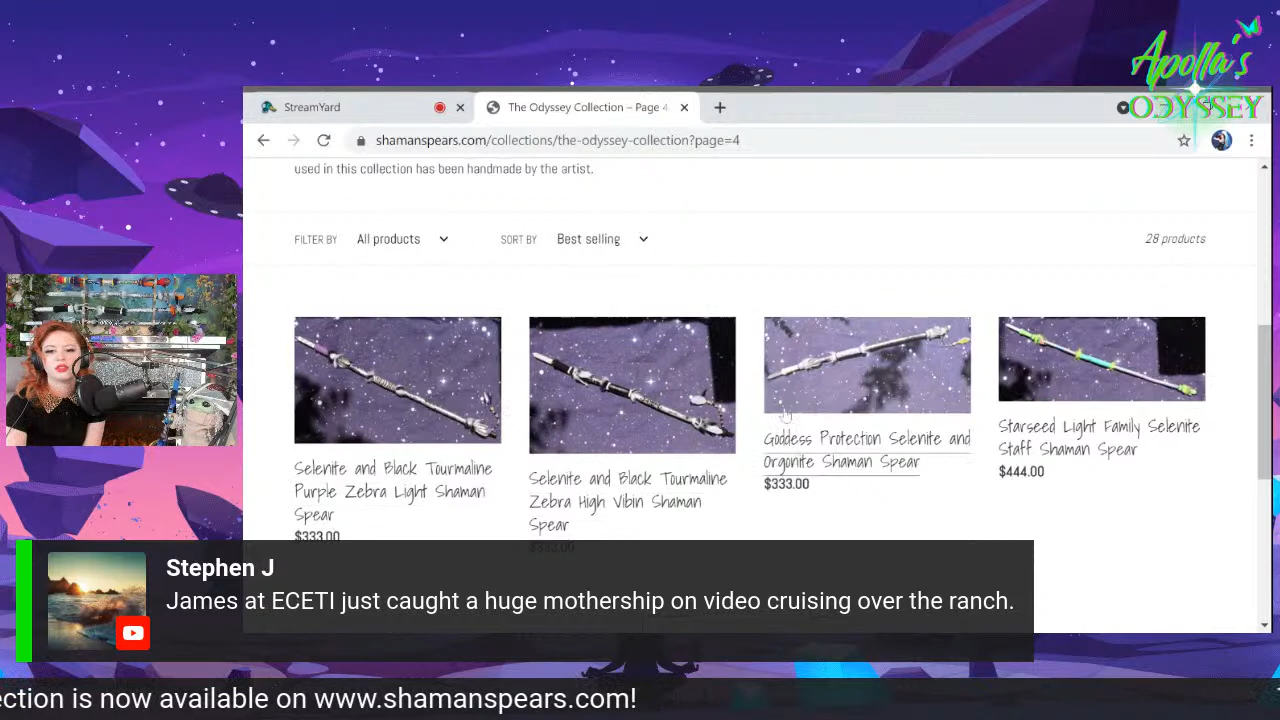 Apolla's
ODYSSEY
StreamYard
The Odyssey Collection – Page 4
shamanspears.com/collections/the-odyssey-collection?page=4
used in this collection has been handmade by the artist.
FILTER BY All products SORT BY Best selling 28 products
Selenite and Black Tourmaline
Purple Zebra Light Shaman
Spear
$333.00
Selenite and Black Tourmaline
Zebra High Vibin Shaman
Spear
$333.00
Goddess Protection Selenite and
Orgonite Shaman Spear
$333.00
Starseed Light Family Selenite
Staff Shaman Spear
$444.00
Stephen J
James at ECETI just caught a huge mothership on video cruising over the ranch.
ection is now available on www.shamanspears.com!